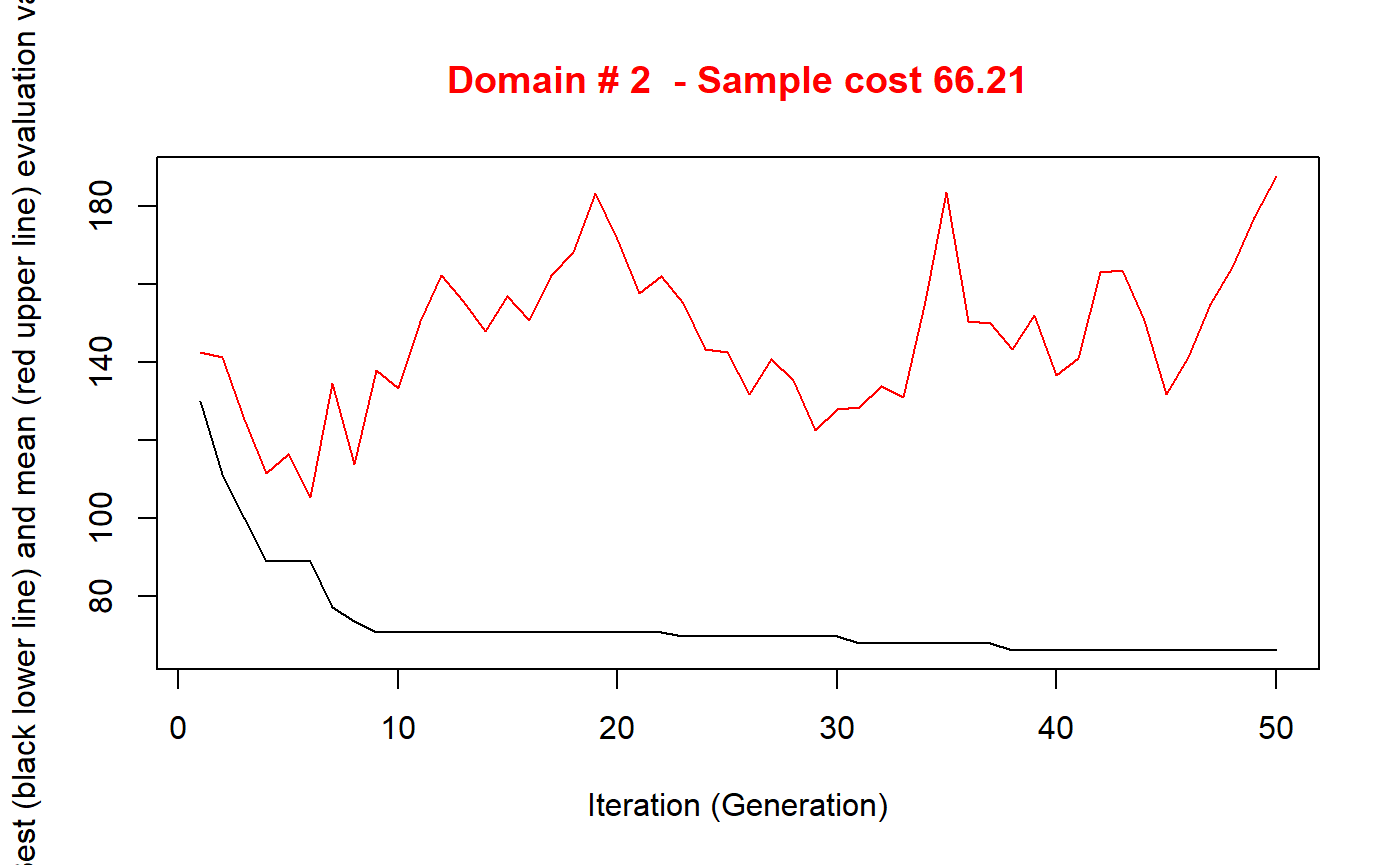 Domain # 2  - Sample cost 66.21
est (black lower line) and mean (red upper line) evaluation va
180
140
100
80
0 10 20 30 40 50
Iteration (Generation)